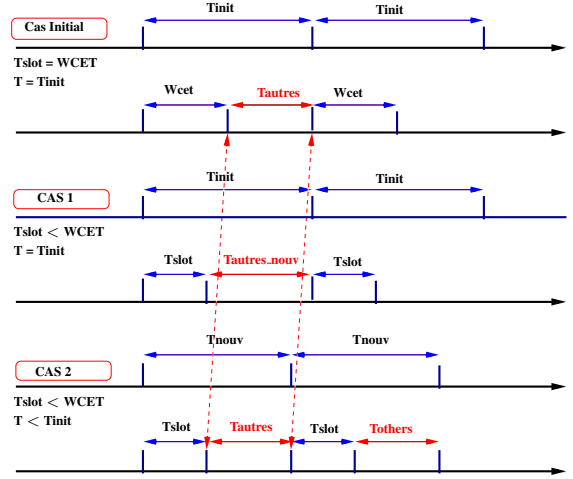 Tinit Tinit
Cas Initial
Tslot = WCET
T = Tinit
Wcet Tautres Wcet
Tinit Tinit
CAS 1
Tslot < WCET
T = Tinit
Tslot Tautres_nouv Tslot
Tnouv Tnouv
CAS 2
Tslot < WCET
T < Tinit
Tslot Tautres Tslot Tothers